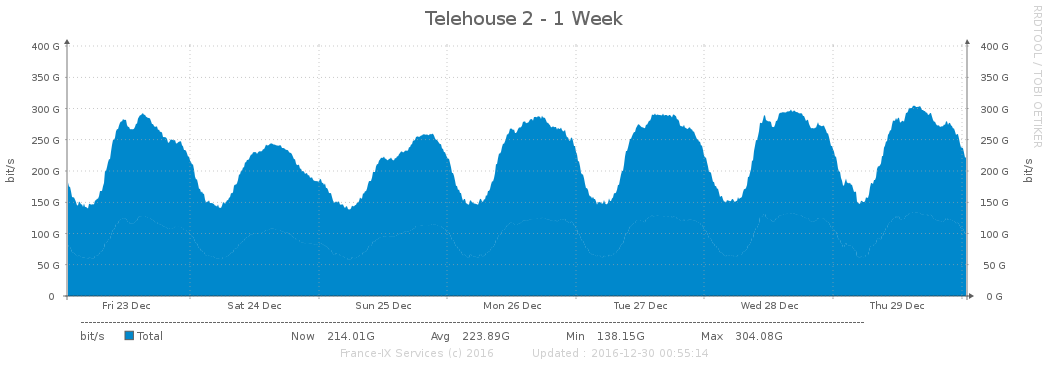 Telehouse 2 - 1 Week
RRDTOOL / TOBI OETIKER
bit/s
400 G 400 G
350 G 350 G
300 G 300 G
250 G 250 G
200 G 200 G
150 G 150 G
100 G 100 G
50 G 50 G
0 0 G
bit/s
Fri 23 Dec Sat 24 Dec Sun 25 Dec Mon 26 Dec Tue 27 Dec Wed 28 Dec Thu 29 Dec
bit/s Total Now 214.01G Avg 223.89G Min 138.15G Max 304.08G
France-IX Services (c) 2016 Updated : 2016-12-30 00:55:14